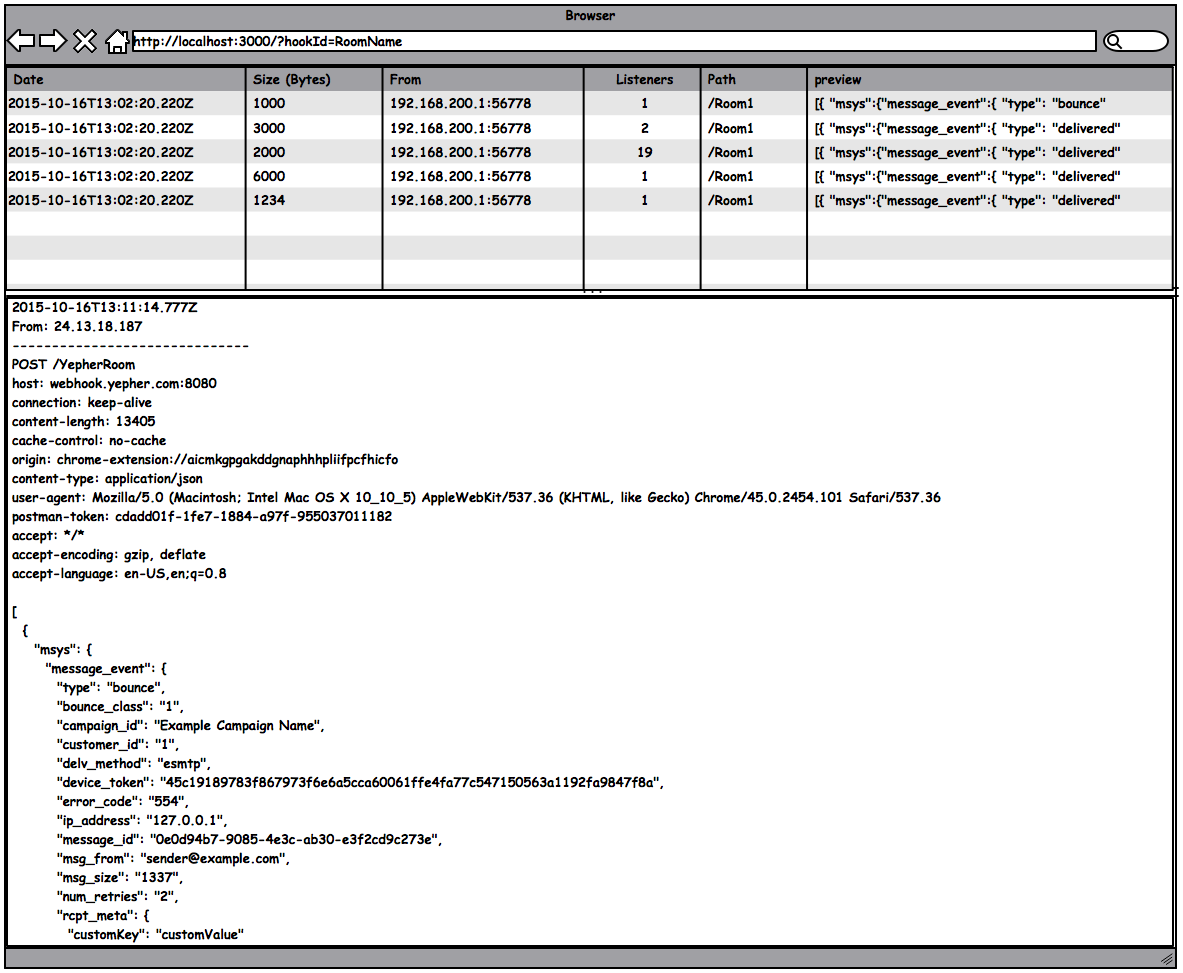 Browser
http://localhost:3000/?hookId=RoomName
Date Size (Bytes) From Listeners Path preview
2015-10-16T13:02:20.220Z 1000 192.168.200.1:56778 1 /Room1 [{ "msys":{"message_event":{ "type": "bounce"
2015-10-16T13:02:20.220Z 3000 192.168.200.1:56778 2 /Room1 [{ "msys":{"message_event":{ "type": "delivered"
2015-10-16T13:02:20.220Z 2000 192.168.200.1:56778 19 /Room1 [{ "msys":{"message_event":{ "type": "delivered"
2015-10-16T13:02:20.220Z 6000 192.168.200.1:56778 1 /Room1 [{ "msys":{"message_event":{ "type": "delivered"
2015-10-16T13:02:20.220Z 1234 192.168.200.1:56778 1 /Room1 [{ "msys":{"message_event":{ "type": "delivered"
2015-10-16T13:11:14.777Z
From: 24.13.18.187
------------------------------
POST /YepherRoom
host: webhook.yepher.com:8080
connection: keep-alive
content-length: 13405
cache-control: no-cache
origin: chrome-extension://aicmkgpgakddgnaphhhpliifpcfhicfo
content-type: application/json
user-agent: Mozilla/5.0 (Macintosh; Intel Mac OS X 10_10_5) AppleWebKit/537.36 (KHTML, like Gecko) Chrome/45.0.2454.101 Safari/537.36
postman-token: cdadd01f-1fe7-1884-a97f-955037011182
accept: */*
accept-encoding: gzip, deflate
accept-language: en-US,en;q=0.8
[
{
"msys": {
"message_event": {
"type": "bounce",
"bounce_class": "1",
"campaign_id": "Example Campaign Name",
"customer_id": "1",
"delv_method": "esmtp",
"device_token": "45c19189783f867973f6e6a5cca60061ffe4fa77c547150563a1192fa9847f8a",
"error_code": "554",
"ip_address": "127.0.0.1",
"message_id": "0e0d94b7-9085-4e3c-ab30-e3f2cd9c273e",
"msg_from": "sender@example.com",
"msg_size": "1337",
"num_retries": "2",
"rcpt_meta": {
"customKey": "customValue"